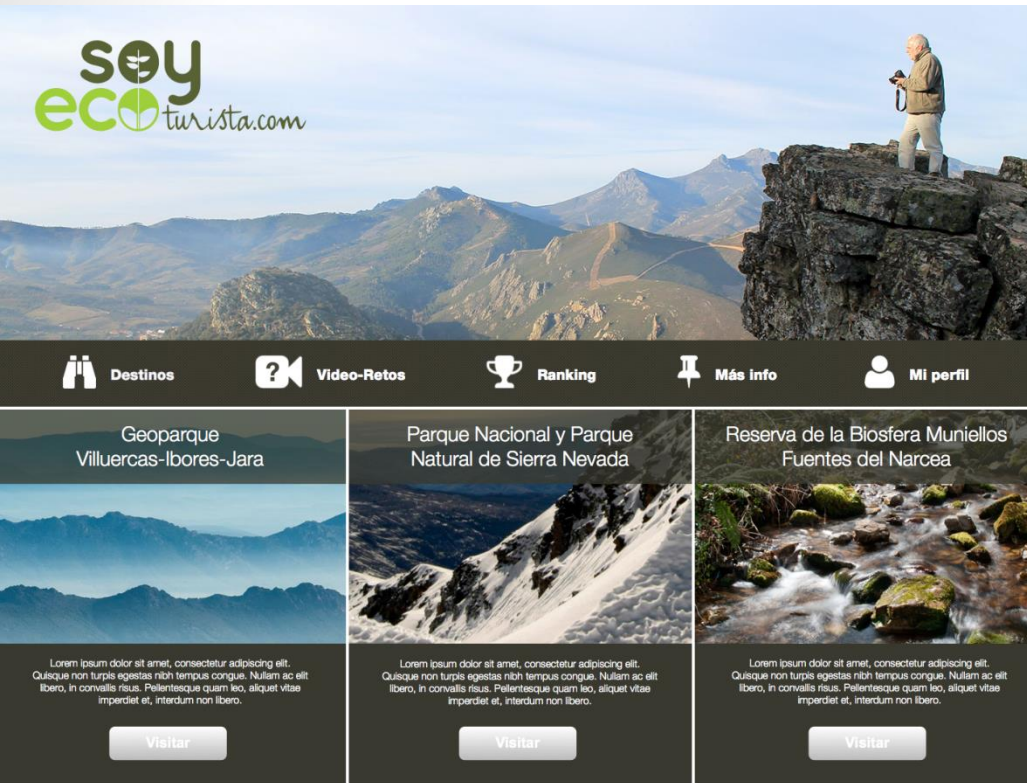 soy
ecoturista.com
Destinos
Video-Retos
Ranking
Más info
Mi perfil
Geoparque
Villuercas-Ibores-Jara
Parque Nacional y Parque
Natural de Sierra Nevada
Reserva de la Biosfera Muniellos
Fuentes del Narcea
Lorem ipsum dolor sit amet, consectetur adipiscing elit.
Quisque non turpis egestas nibh tempus congue. Nullam ac elit
libero, in convallis risus. Pellentesque quam leo, aliquet vitae
imperdiet et, interdum non libero.
Lorem ipsum dolor sit amet, consectetur adipiscing elit.
Quisque non turpis egestas nibh tempus congue. Nullam ac elit
libero, in convallis risus. Pellentesque quam leo, aliquet vitae
imperdiet et, interdum non libero.
Lorem ipsum dolor sit amet, consectetur adipiscing elit.
Quisque non turpis egestas nibh tempus congue. Nullam ac elit
libero, in convallis risus. Pellentesque quam leo, aliquet vitae
imperdiet et, interdum non libero.
Visitar
Visitar
Visitar